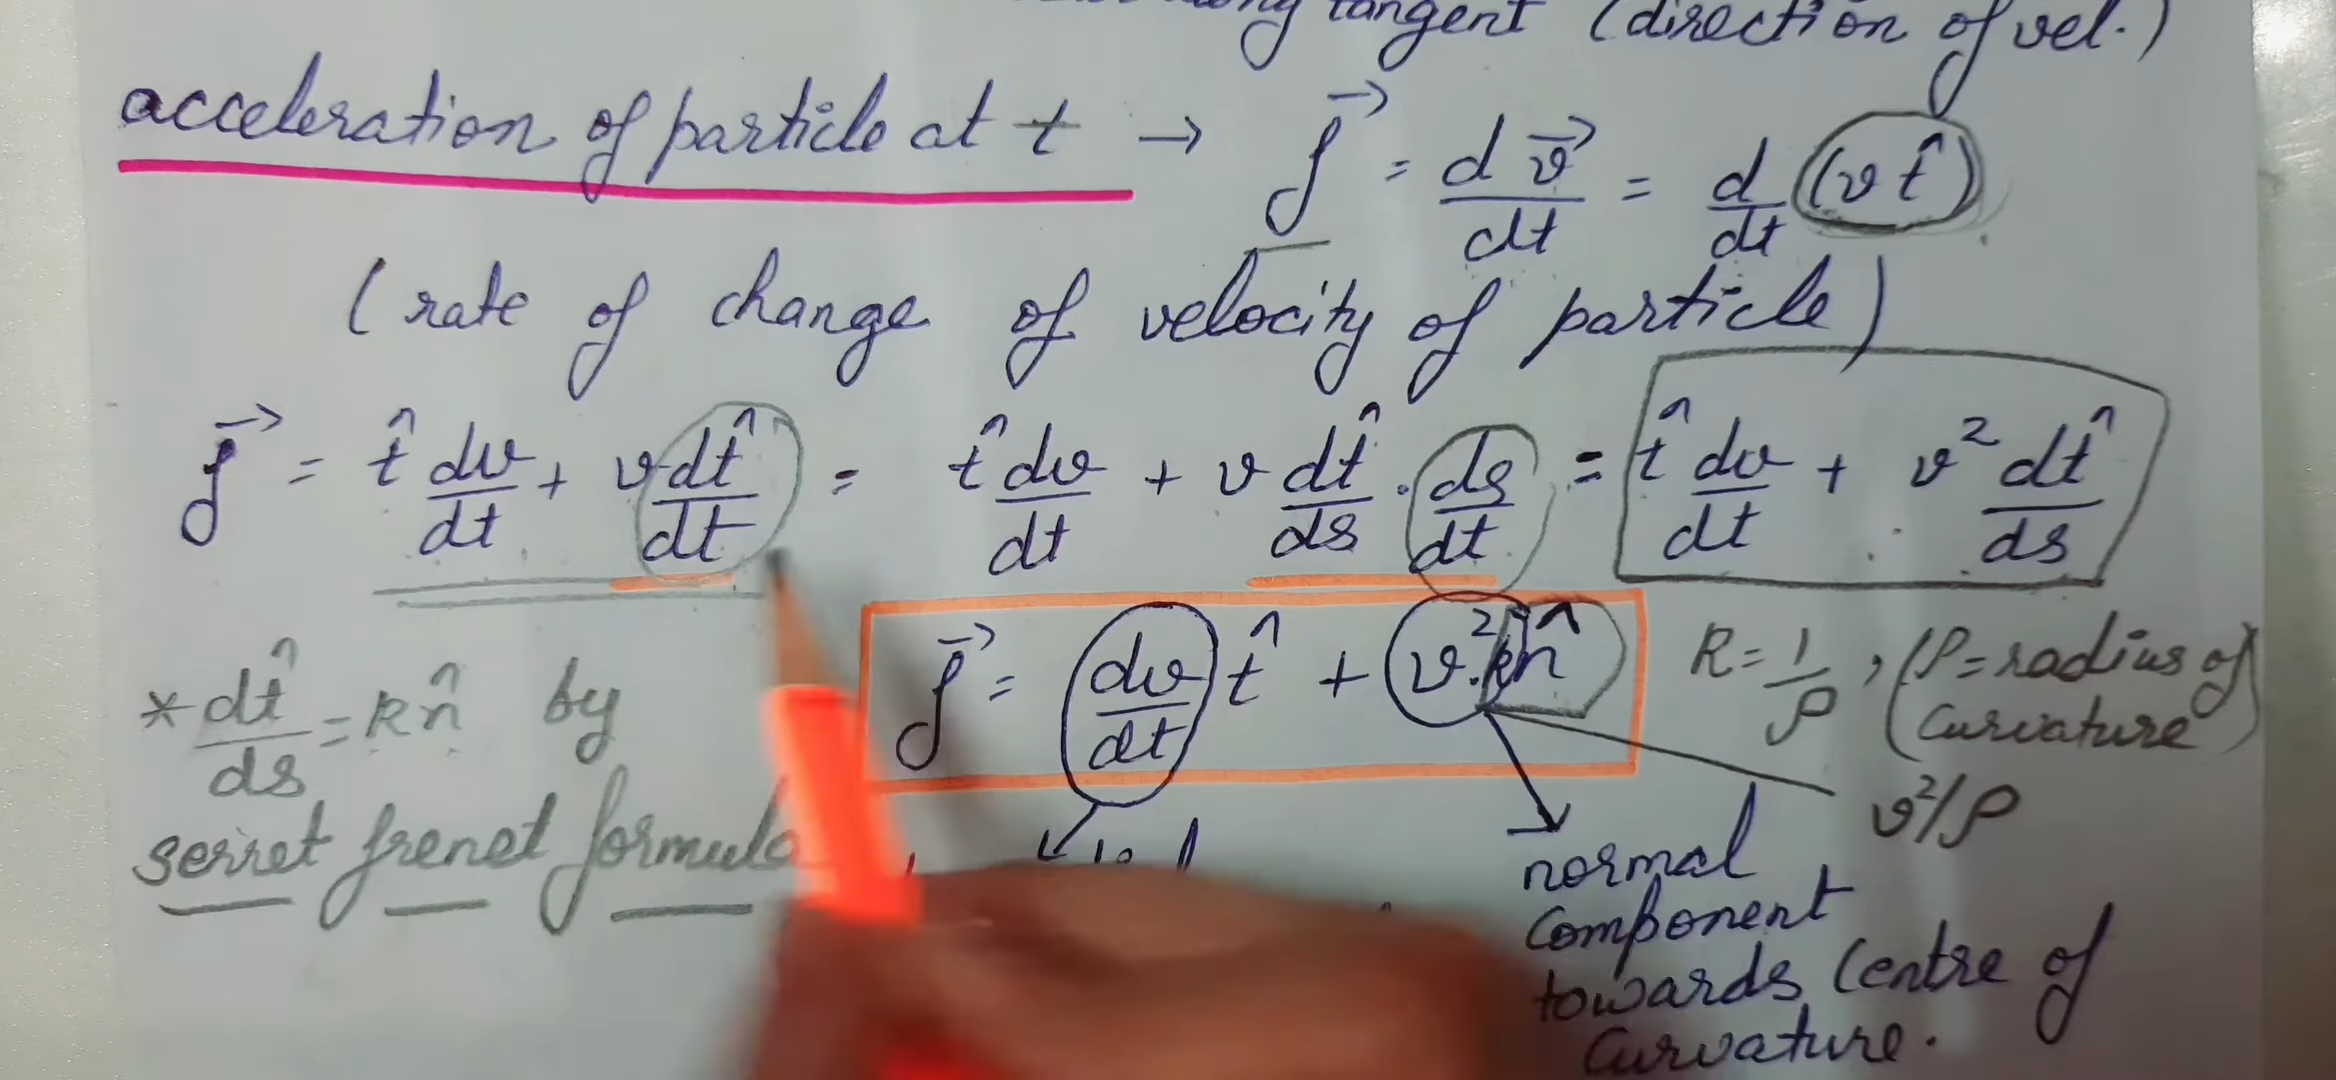 along tangent (direction of vel.)
acceleration of particle at t → f⃗ = dv⃗/dt = d/dt (v t̂)
(rate of change of velocity of particle)
f⃗ = t̂ dv/dt + v dt̂/dt = t̂ dv/dt + v dt̂/ds · ds/dt = t̂ dv/dt + v² dt̂/ds
f⃗ = (dv/dt) t̂ + v².k n̂
k = 1/ρ, (ρ = radius of
curvature)
* dt̂/ds = k n̂ by
serret frenet formula
v²/ρ
normal
component
towards centre of
curvature.